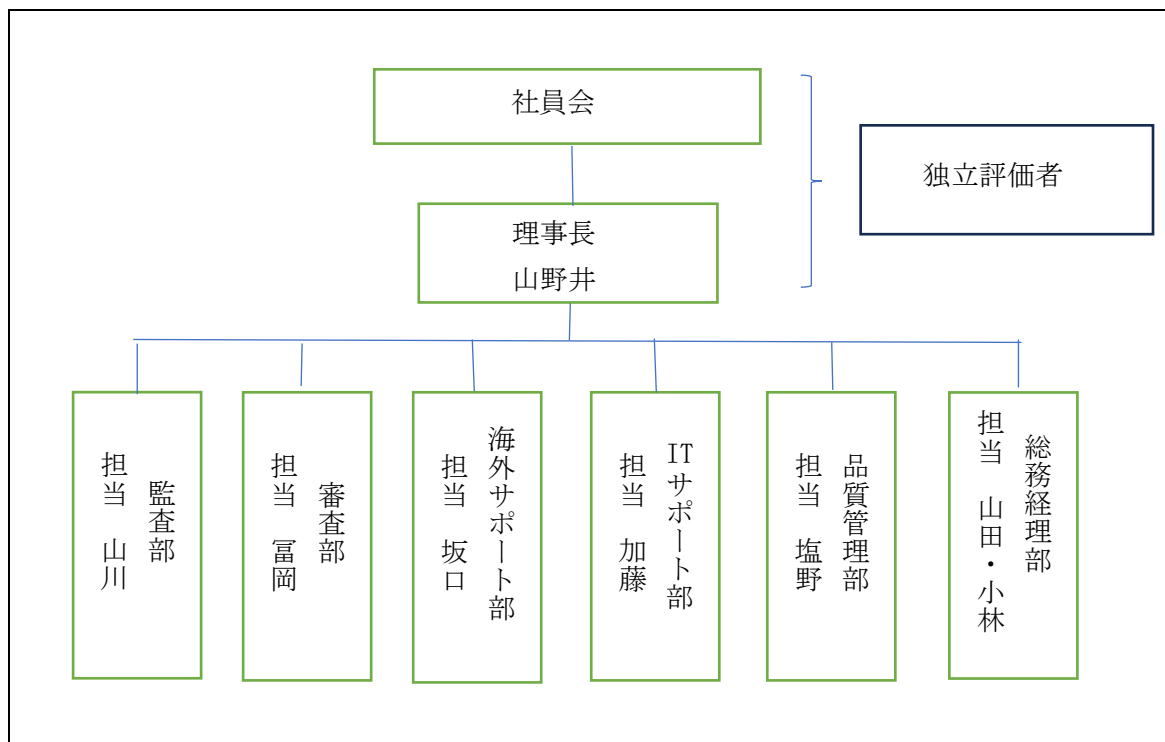 社員会
独立評価者
理事長
山野井
監査部
担当　山川
審査部
担当　冨岡
海外サポート部
担当　坂口
ITサポート部
担当　加藤
品質管理部
担当　塩野
総務経理部
担当　山田・小林